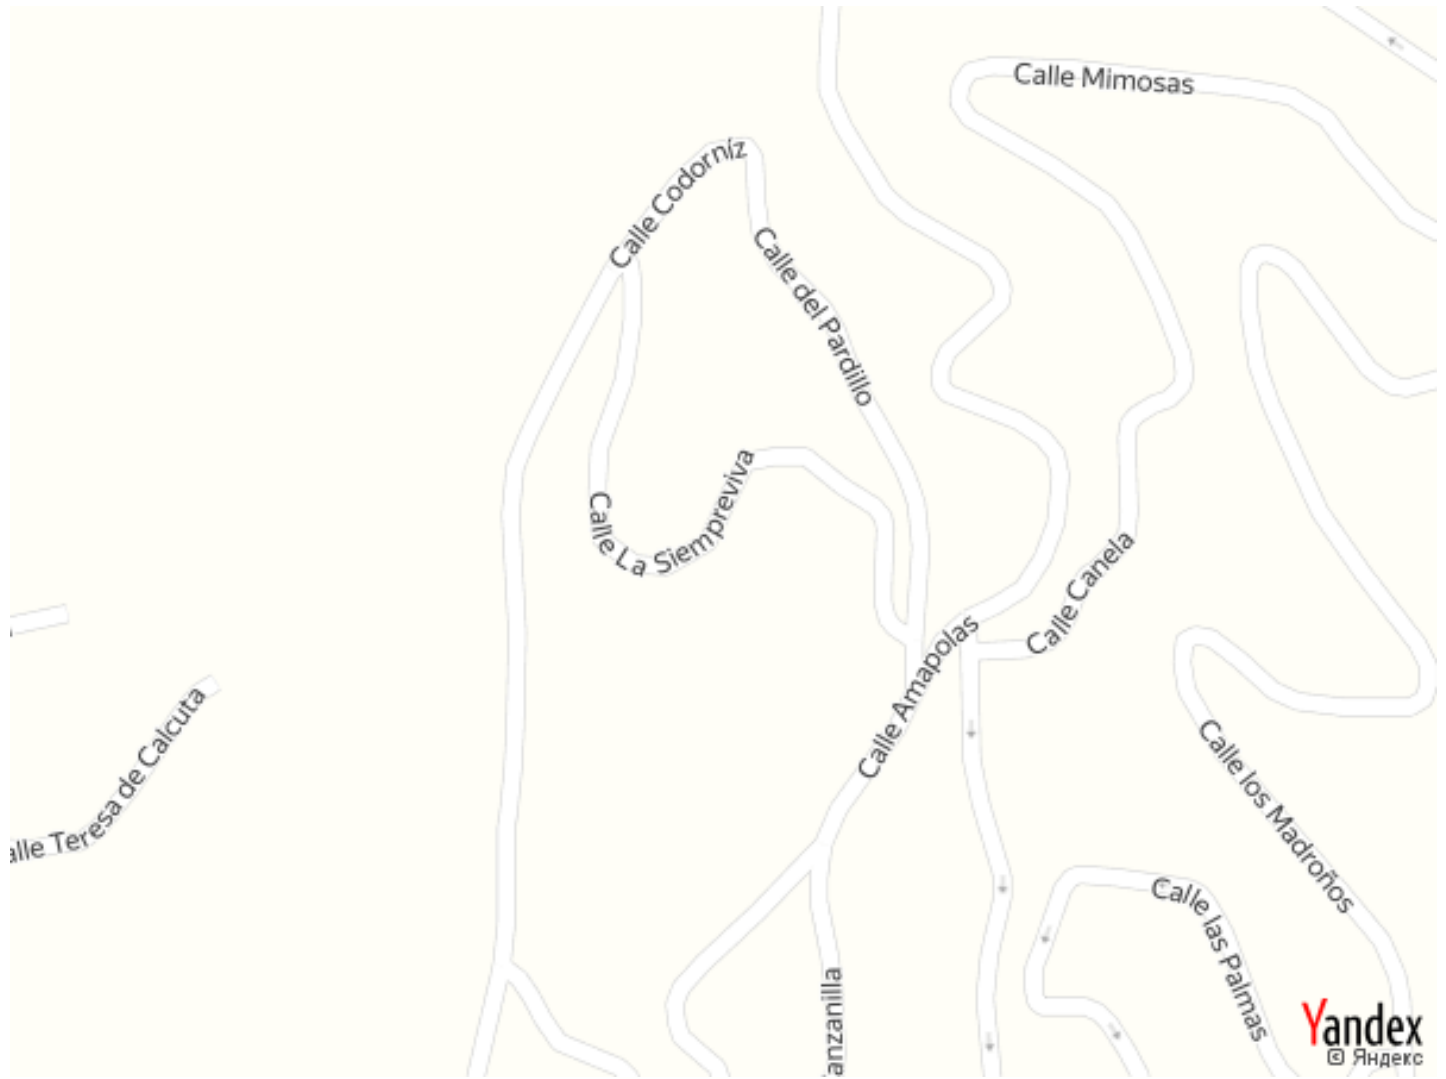 Calle Mimosas
Calle Codorníz
Calle del Pardillo
Calle La Siempreviva
Calle Canela
Calle Amapolas
Calle Teresa de Calcuta
Calle los Madroños
Calle las Palmas
anzanilla
Yandex
© Яндекс